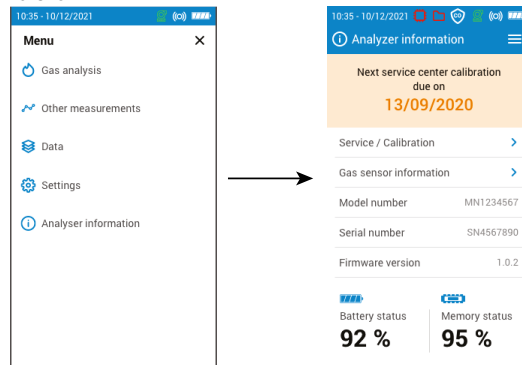 10:35 - 10/12/2021
Menu
Gas analysis
Other measurements
Data
Settings
Analyser information
10:35 - 10/12/2021
CO
Analyzer information
Next service center calibration
due on
13/09/2020
Service / Calibration
Gas sensor information
Model number MN1234567
Serial number SN4567890
Firmware version 1.0.2
Battery status Memory status
92 % 95 %